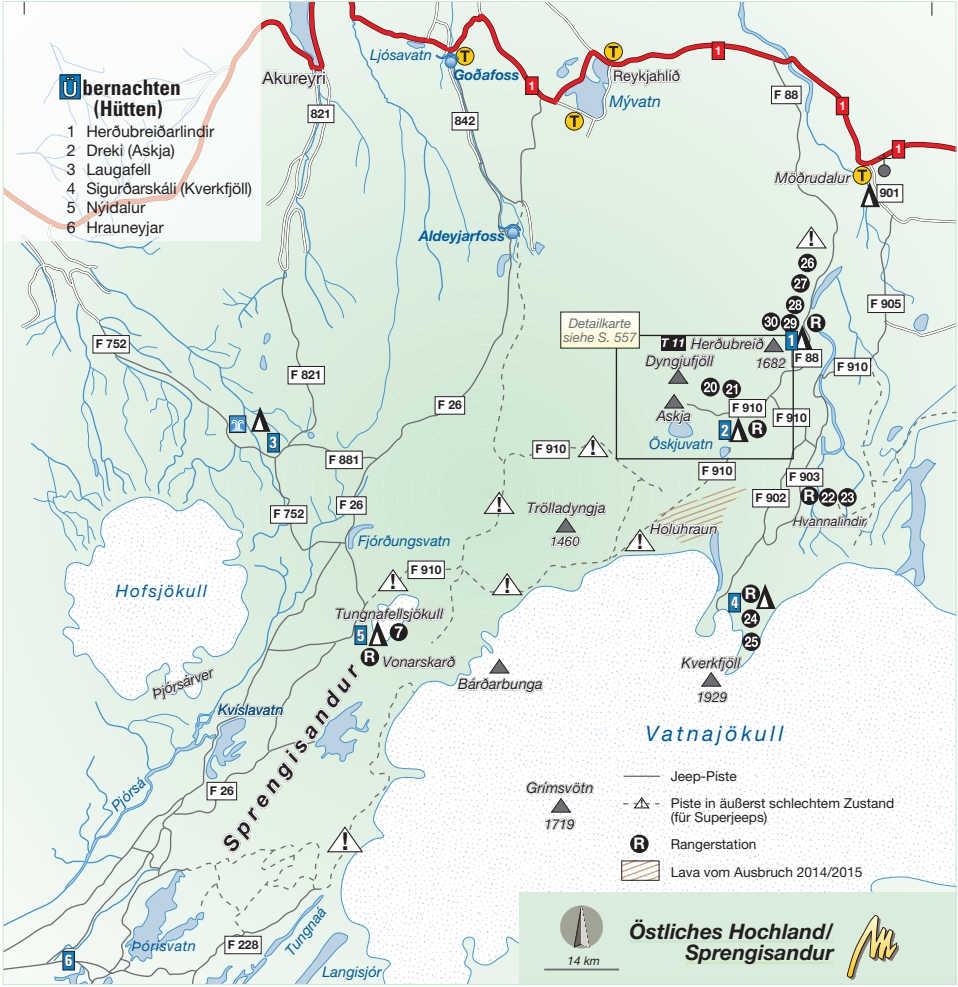 Übernachten
(Hütten)
1 Herðubreiðarlindir
2 Dreki (Askja)
3 Laugafell
4 Sigurðarskáli (Kverkfjöll)
5 Nýidalur
6 Hrauneyjar
Akureyri
821
Ljósavatn
T
Goðafoss
842
1
T
Reykjahlíð
Mývatn
T
1
F 88
1
1
Möðrudalur
T
901
Aldeyjarfoss
!
26
27
28
30
29
R
F 905
Detailkarte
siehe S. 557
T 11
Herðubreið
1
1682
F 88
F 910
Dyngjufjöll
20
21
Askja
F 910
F 910
2
R
Öskjuvatn
F 752
F 821
F 26
3
F 881
F 910
!
F 910
F 903
F 902
R
22
23
Hvannalindir
F 752
F 26
!
Trölladyngja
1460
Holuhraun
!
Fjórðungsvatn
F 910
!
!
Hofsjökull
Tungnafellsjökull
5
7
R
Vonarskarð
4
R
24
25
Kverkfjöll
1929
Bárðarbunga
Þjórsárver
Kvíslavatn
Sprengisandur
Vatnajökull
Þjórsá
F 26
Grímsvötn
1719
!
Jeep-Piste
! Piste in äußerst schlechtem Zustand
(für Superjeeps)
R Rangerstation
Lava vom Ausbruch 2014/2015
Þórisvatn
F 228
Tungnaá
Langisjór
6
14 km
Östliches Hochland/
Sprengisandur